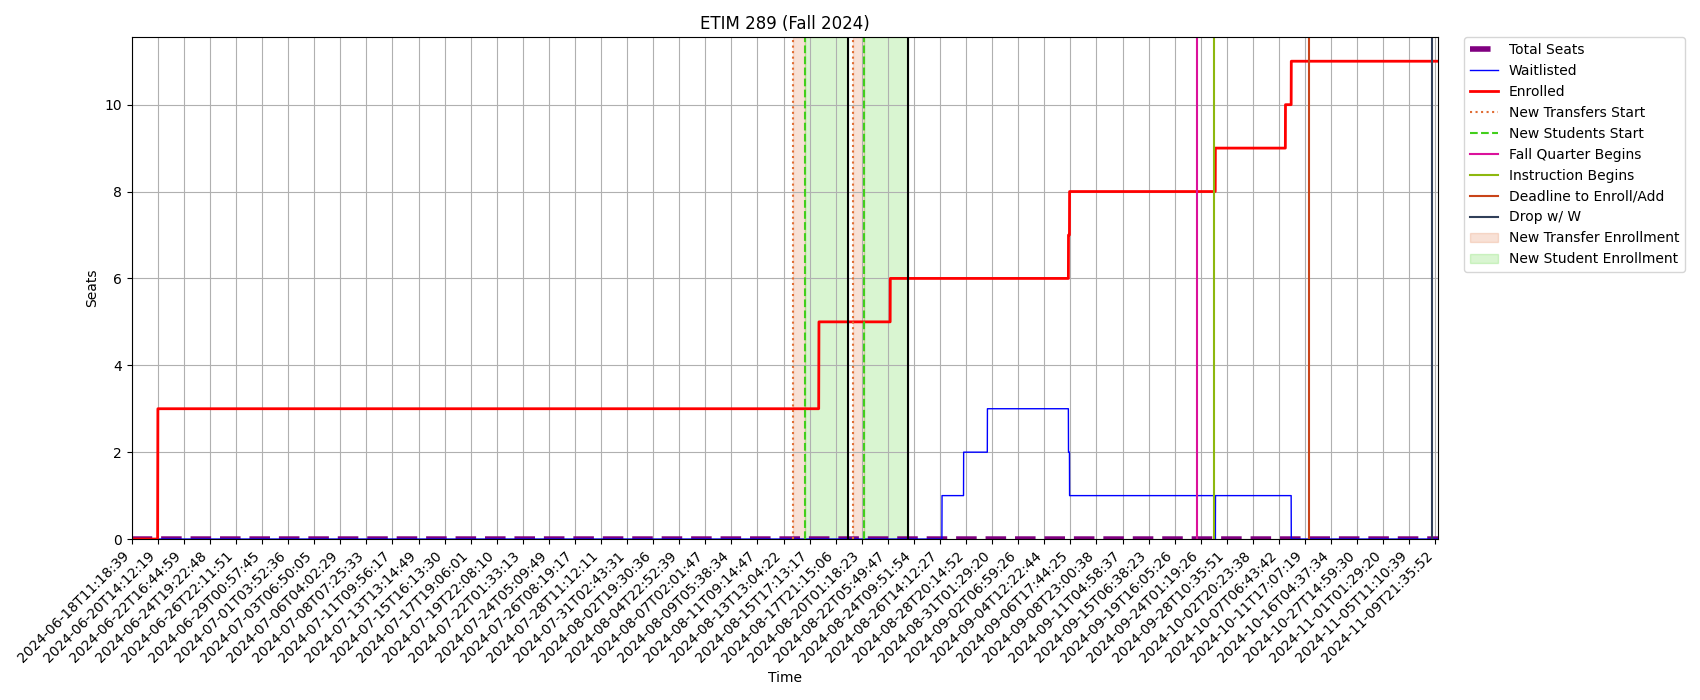 ETIM 289 (Fall 2024)
Total Seats
Waitlisted
Enrolled
New Transfers Start
New Students Start
Fall Quarter Begins
Instruction Begins
Deadline to Enroll/Add
Drop w/ W
New Transfer Enrollment
New Student Enrollment
Seats
10
8
6
4
2
0
2024-06-18T11:18:39
2024-06-20T14:12:19
2024-06-22T16:44:59
2024-06-24T19:22:48
2024-06-26T22:11:51
2024-06-29T00:57:45
2024-07-01T03:52:36
2024-07-03T06:50:05
2024-07-06T04:02:29
2024-07-08T07:25:33
2024-07-11T09:56:17
2024-07-13T13:14:49
2024-07-15T16:13:30
2024-07-17T19:06:01
2024-07-19T22:08:10
2024-07-22T01:33:13
2024-07-24T05:09:49
2024-07-26T08:19:17
2024-07-28T11:12:11
2024-07-31T02:43:31
2024-08-02T19:30:36
2024-08-04T22:52:39
2024-08-07T02:01:47
2024-08-09T05:38:34
2024-08-11T09:14:47
2024-08-13T13:04:22
2024-08-15T17:13:17
2024-08-17T21:15:06
2024-08-20T01:18:23
2024-08-22T05:49:47
2024-08-24T09:51:54
2024-08-26T14:12:27
2024-08-28T20:14:52
2024-08-31T01:29:20
2024-09-02T06:59:26
2024-09-04T12:22:44
2024-09-06T17:44:25
2024-09-08T23:00:38
2024-09-11T04:58:37
2024-09-15T06:38:23
2024-09-19T16:05:26
2024-09-24T01:19:26
2024-09-28T10:35:51
2024-10-02T20:23:38
2024-10-07T06:43:42
2024-10-11T17:07:19
2024-10-16T04:37:34
2024-10-27T14:59:30
2024-11-01T01:29:20
2024-11-05T11:10:39
2024-11-09T21:35:52
Time